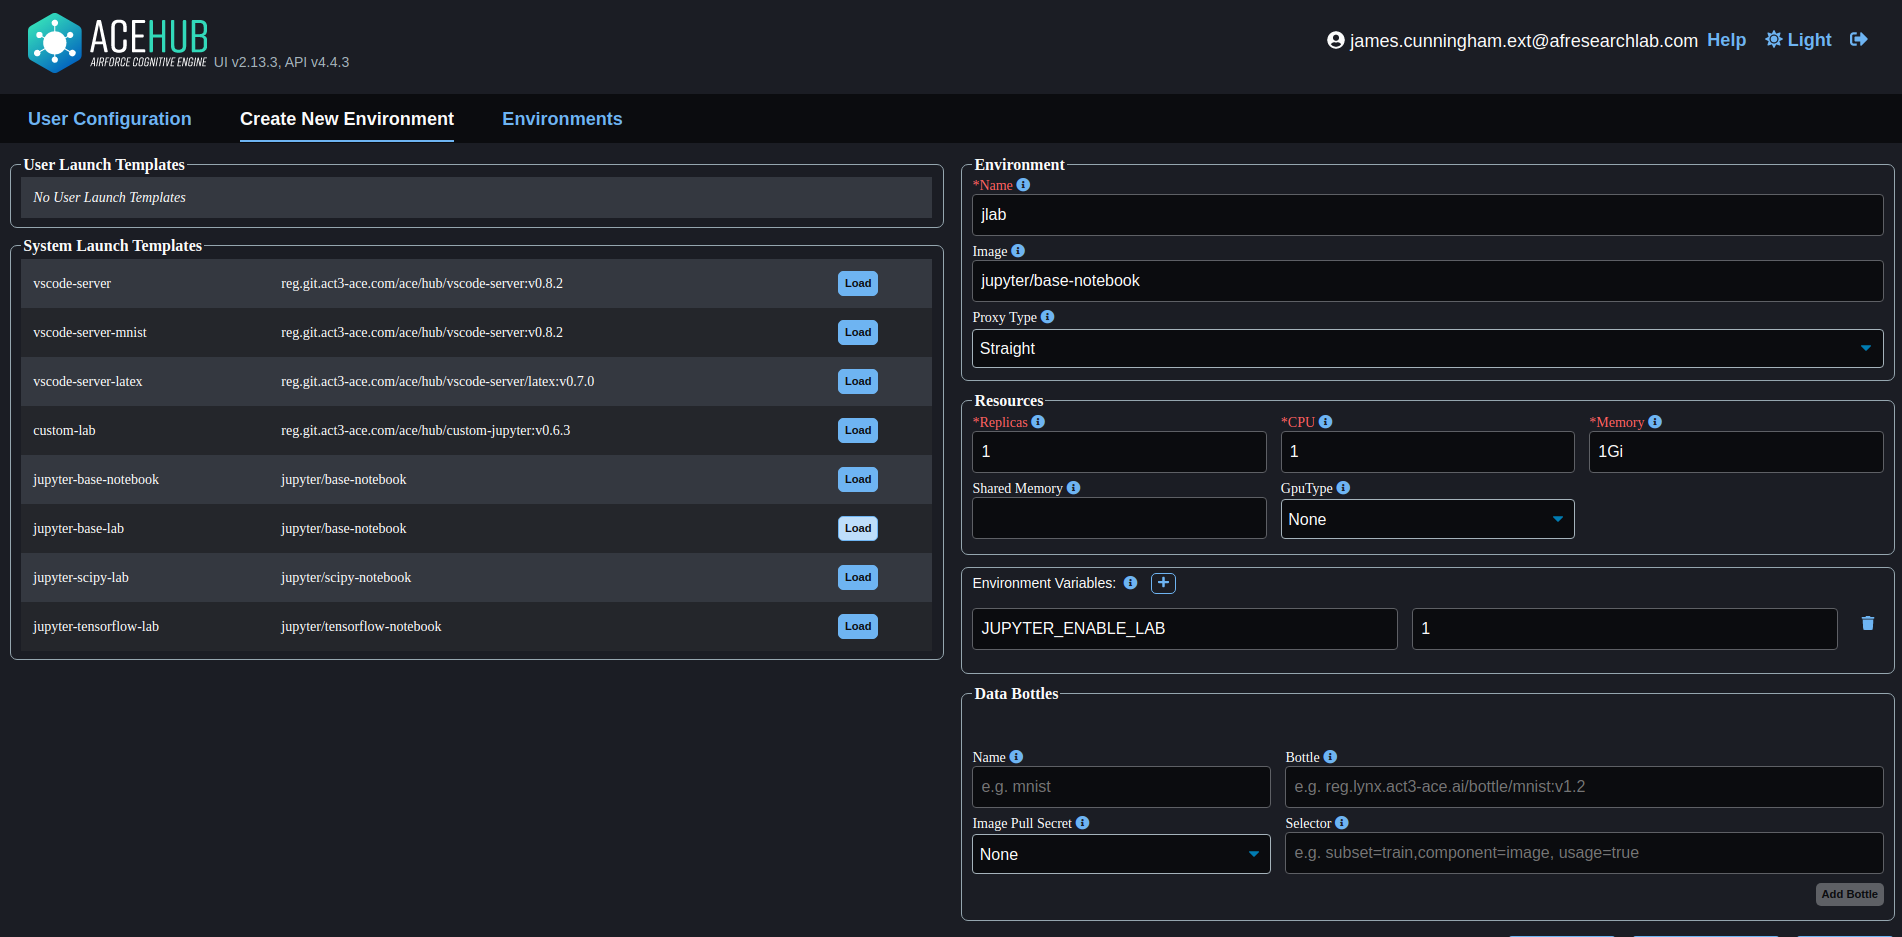 ACEHUB
AIRFORCE COGNITIVE ENGINE
UI v2.13.3, API v4.4.3
james.cunningham.ext@afresearchlab.com Help Light
User Configuration Create New Environment Environments
User Launch Templates
No User Launch Templates
System Launch Templates
vscode-server reg.git.act3-ace.com/ace/hub/vscode-server:v0.8.2 Load
vscode-server-mnist reg.git.act3-ace.com/ace/hub/vscode-server:v0.8.2 Load
vscode-server-latex reg.git.act3-ace.com/ace/hub/vscode-server/latex:v0.7.0 Load
custom-lab reg.git.act3-ace.com/ace/hub/custom-jupyter:v0.6.3 Load
jupyter-base-notebook jupyter/base-notebook Load
jupyter-base-lab jupyter/base-notebook Load
jupyter-scipy-lab jupyter/scipy-notebook Load
jupyter-tensorflow-lab jupyter/tensorflow-notebook Load
Environment
*Name
jlab
Image
jupyter/base-notebook
Proxy Type
Straight
Resources
*Replicas *CPU *Memory
1 1 1Gi
Shared Memory GpuType
None
Environment Variables:
JUPYTER_ENABLE_LAB 1
Data Bottles
Name Bottle
e.g. mnist e.g. reg.lynx.act3-ace.ai/bottle/mnist:v1.2
Image Pull Secret Selector
None e.g. subset=train,component=image, usage=true
Add Bottle